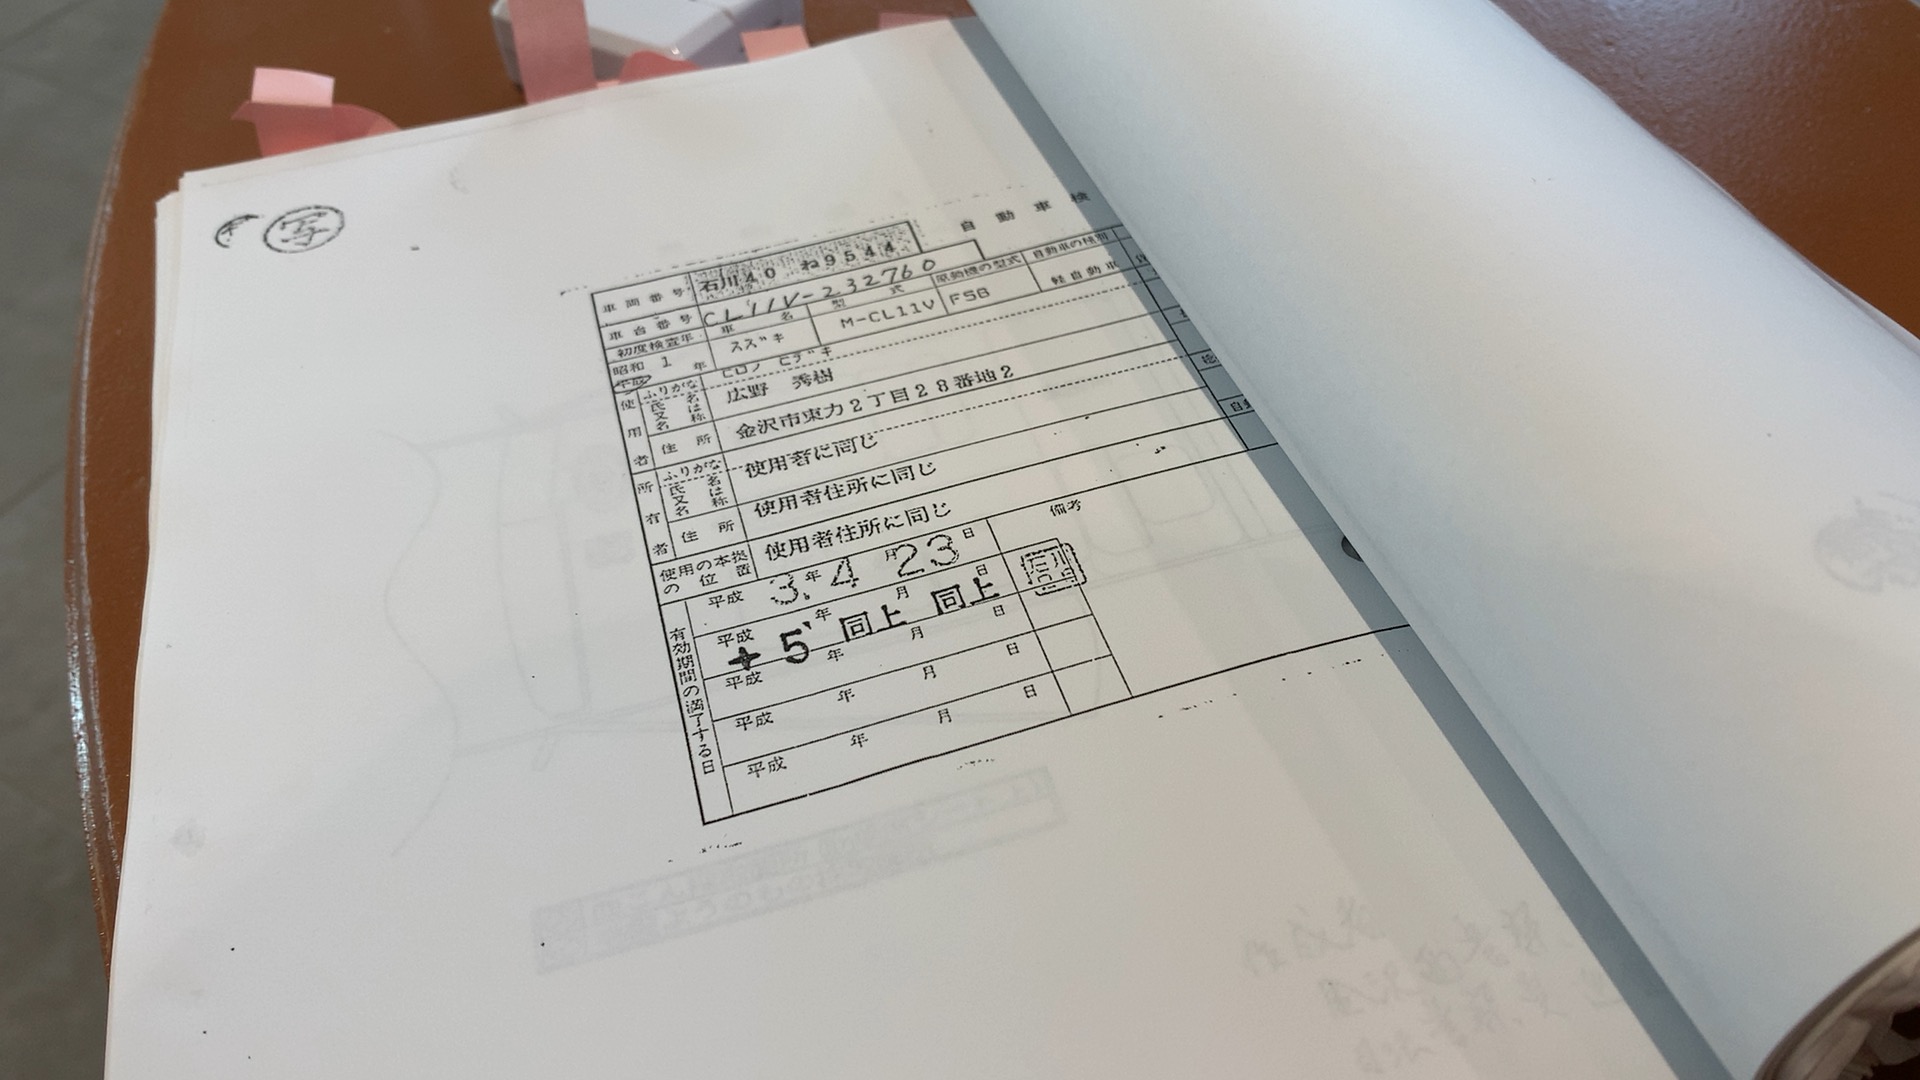 写
自動車検
車両番号 石川40 ね9544
車台番号 CL11V-232760
初度検査年 車名 型式 原動機の型式 自動車の種別
昭和 平成 1年 スズキ M-CL11V F5B 軽自動車
使用者 ふりがな ヒロノ ヒデキ
氏名又は名称 広野 秀樹
住所 金沢市東力2丁目28番地2
所有者 ふりがな
氏名又は名称 使用者に同じ
住所 使用者住所に同じ
使用の本拠の位置 使用者住所に同じ
備考
有効期間の満了する日
平成 3.年 4月 23日
平成 5年 同上月 同上日
平成 年 月 日
平成 年 月 日
平成 年 月 日